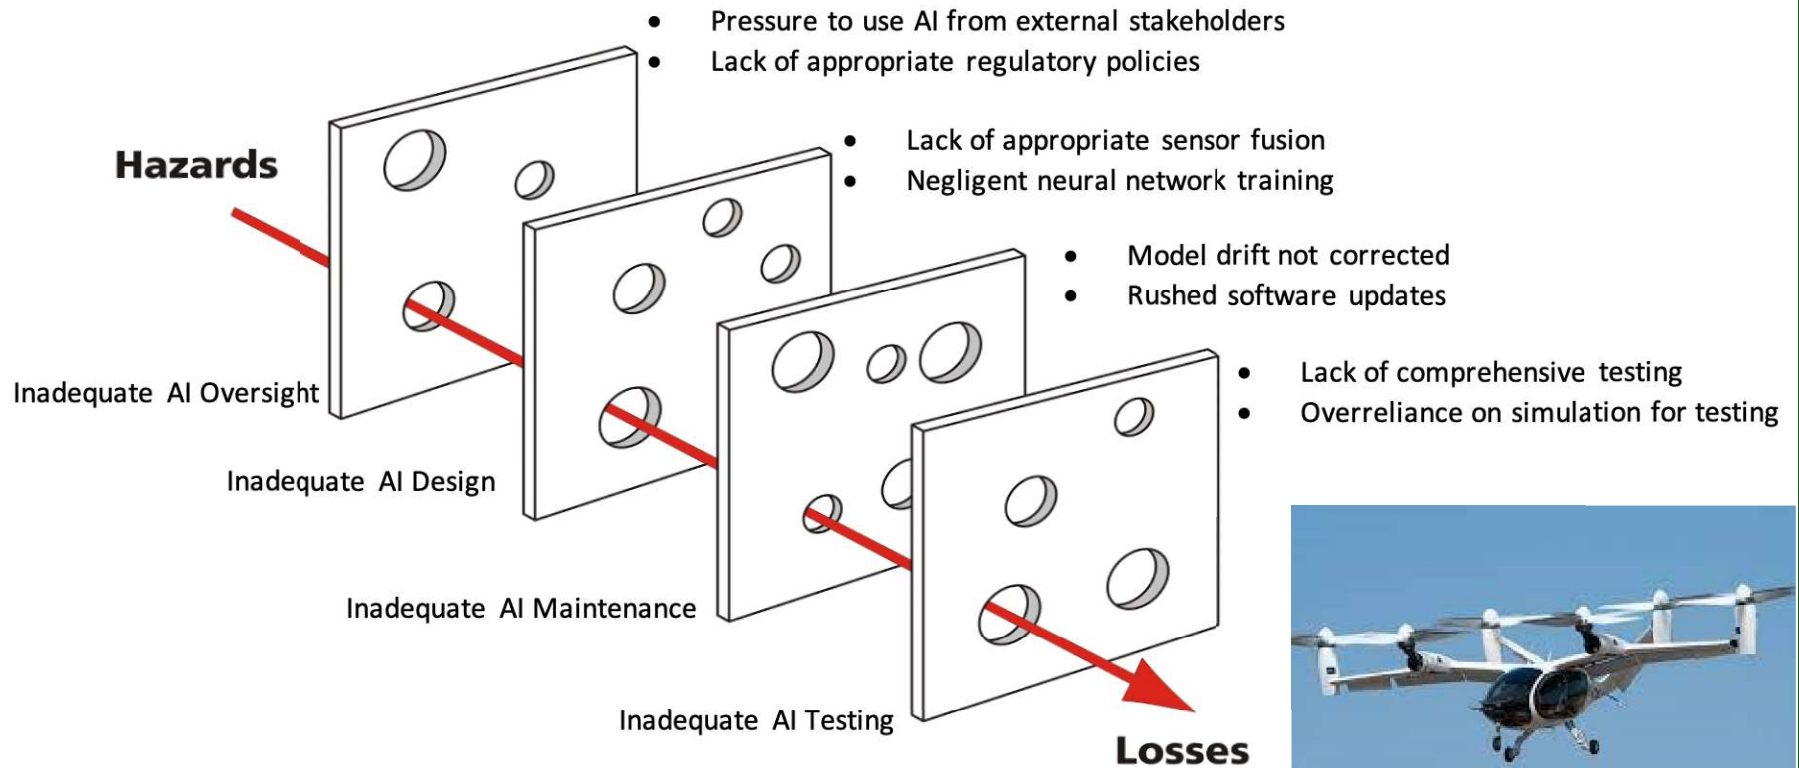 • Pressure to use AI from external stakeholders
• Lack of appropriate regulatory policies
Hazards
• Lack of appropriate sensor fusion
• Negligent neural network training
• Model drift not corrected
• Rushed software updates
Inadequate AI Oversight
• Lack of comprehensive testing
• Overreliance on simulation for testing
Inadequate AI Design
Inadequate AI Maintenance
Inadequate AI Testing
Losses